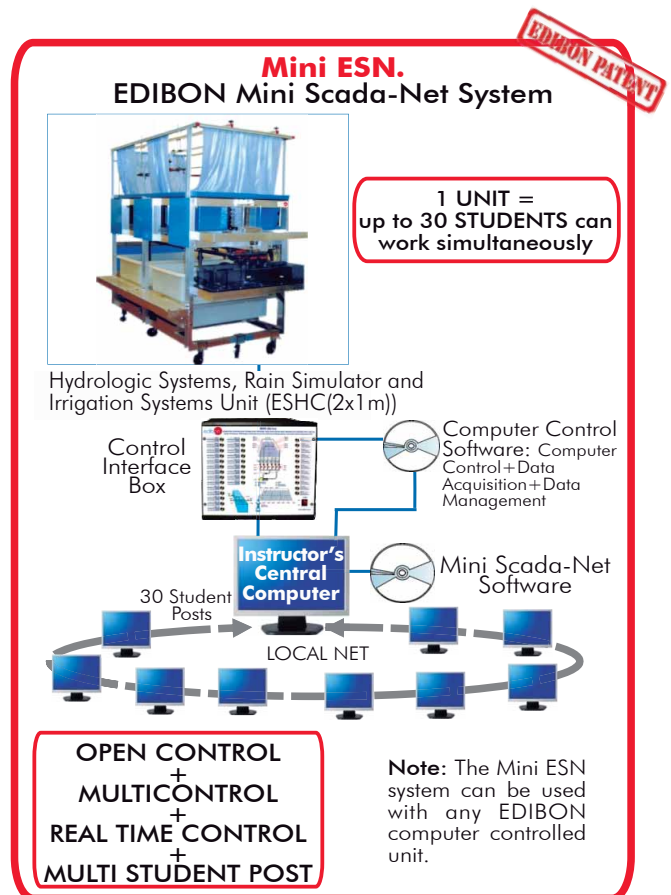 EDIBON PATENT
Mini ESN.
EDIBON Mini Scada-Net System
1 UNIT =
up to 30 STUDENTS can
work simultaneously
Hydrologic Systems, Rain Simulator and
Irrigation Systems Unit (ESHC(2x1m))
Control
Interface
Box
Computer Control
Software: Computer
Control+Data
Acquisition+Data
Management
Instructor's
Central
Computer
Mini Scada-Net
Software
30 Student
Posts
LOCAL NET
OPEN CONTROL
+
MULTICONTROL
+
REAL TIME CONTROL
+
MULTI STUDENT POST
Note: The Mini ESN
system can be used
with any EDIBON
computer controlled
unit.